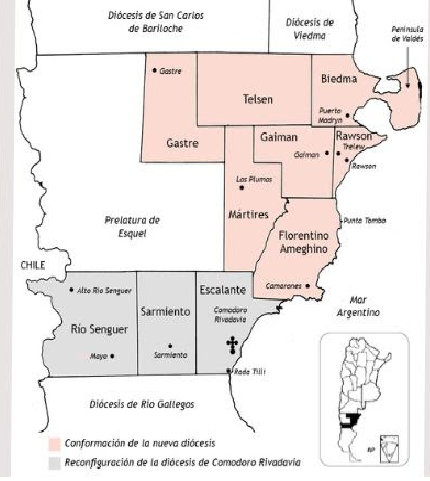 Diócesis de San Carlos
de Bariloche
Diócesis de
Viedma
Península
de Valdés
Gastre
Telsen
Biedma
Puerto
Madryn
Gastre
Gaiman
Gaiman
Rawson
Trelew
Rawson
Las Plumas
Mártires
Prelatura de
Esquel
Florentino
Ameghino
Punta Tombo
Camarones
CHILE
Mar
Argentino
Alto Río Senguer
Río Senguer
Mayo
Sarmiento
Sarmiento
Escalante
Comodoro
Rivadavia
Rada Tilli
Diócesis de Río Gallegos
Conformación de la nueva diócesis
Reconfiguración de la diócesis de Comodoro Rivadavia